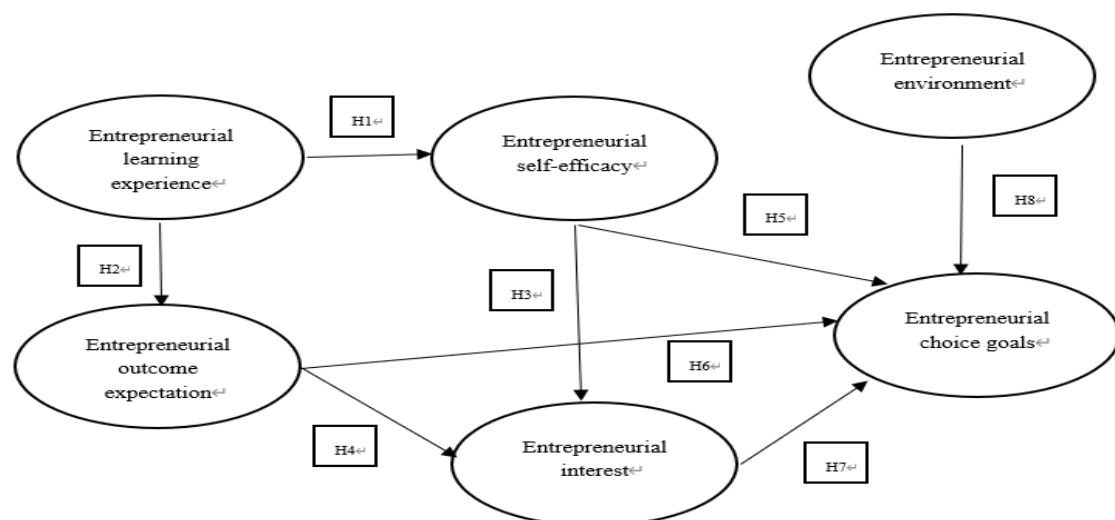 Entrepreneurial
environment↵
H1↵
Entrepreneurial
learning
experience↵
Entrepreneurial
self-efficacy↵
H8↵
H5↵
H2↵
H3↵
Entrepreneurial
outcome
expectation↵
Entrepreneurial
choice goals↵
H6↵
H4↵
Entrepreneurial
interest↵
H7↵